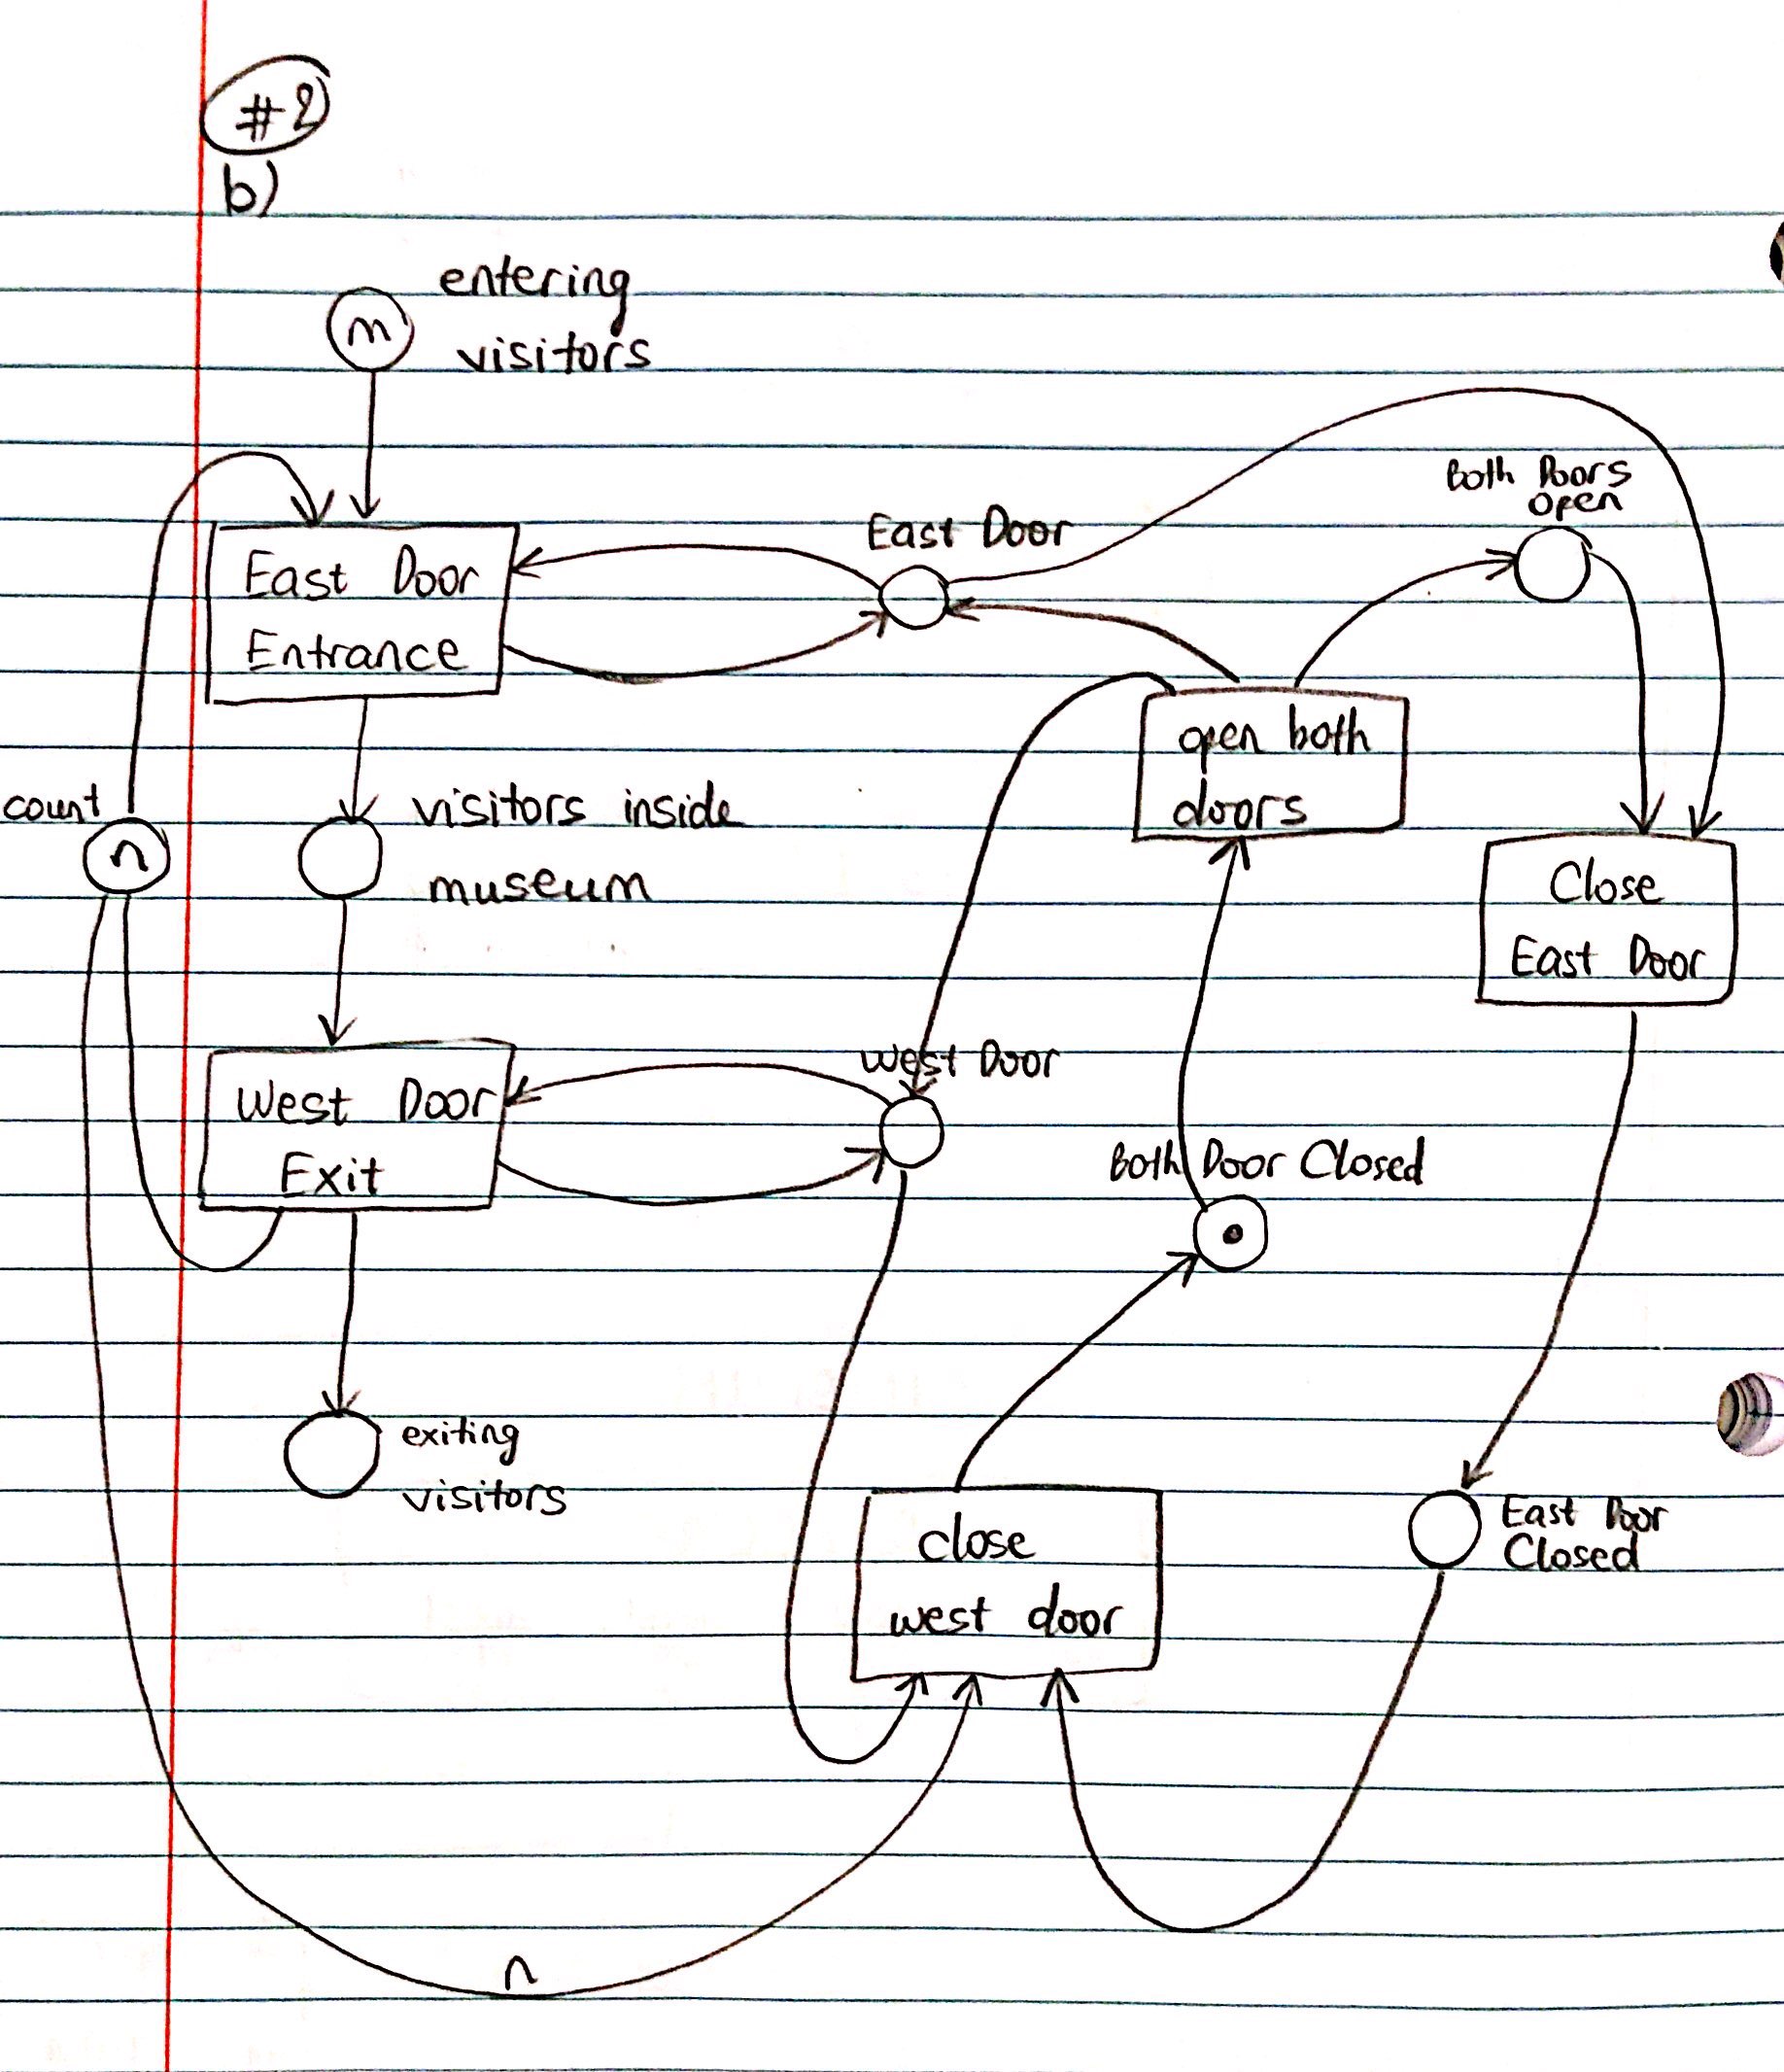 #2
b)
entering
visitors
m
Both Doors
open
East Door
East Door
Entrance
open both
doors
count
n
visitors inside
museum
Close
East Door
West Door
West Door
Exit
Both Door Closed
exiting
visitors
close
west door
East Door
Closed
n